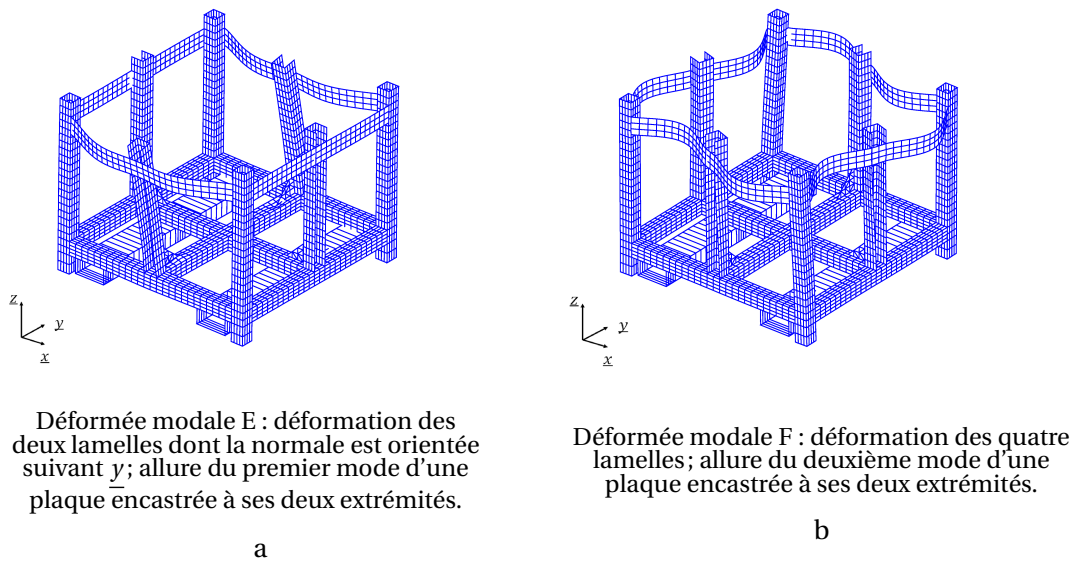 z
y
x
z
y
x
Déformée modale E : déformation des
deux lamelles dont la normale est orientée
suivant y; allure du premier mode d'une
plaque encastrée à ses deux extrémités.
a
Déformée modale F : déformation des quatre
lamelles; allure du deuxième mode d'une
plaque encastrée à ses deux extrémités.
b